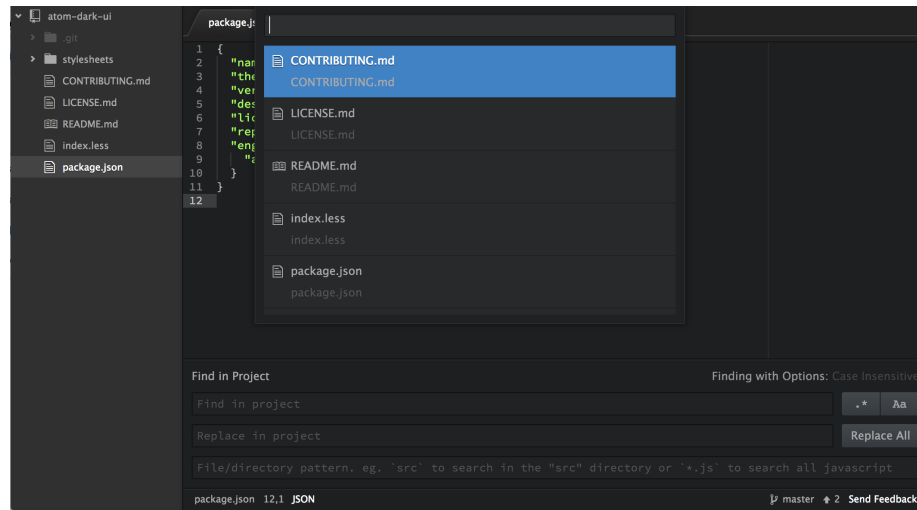 atom-dark-ui
.git
stylesheets
CONTRIBUTING.md
LICENSE.md
README.md
index.less
package.json
package.js
1 {
2 "nam
3 "the
4 "ver
5 "des
6 "lic
7 "rep
8 "eng
9 "a
10 }
11 }
12
CONTRIBUTING.md
CONTRIBUTING.md
LICENSE.md
LICENSE.md
README.md
README.md
index.less
index.less
package.json
package.json
Find in Project
Finding with Options: Case Insensitive
Find in project
.* Aa
Replace in project
Replace All
File/directory pattern. eg. `src` to search in the "src" directory or `*.js` to search all javascript
package.json 12,1 JSON
master 2 Send Feedback